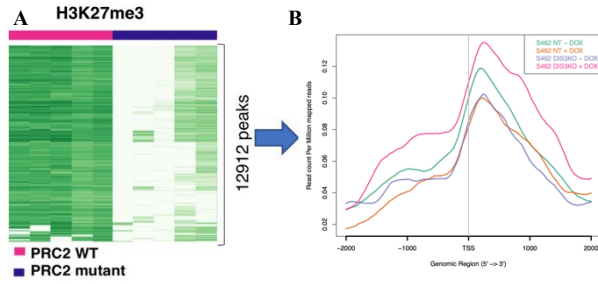 A
H3K27me3
12912 peaks
PRC2 WT
PRC2 mutant
B
S462 NT − DOX
S462 NT + DOX
S462 DIS3KO − DOX
S462 DIS3KO + DOX
Read count Per Million mapped reads
0.02
0.04
0.06
0.08
0.10
0.12
-2000
-1000
TSS
1000
2000
Genomic Region (5' -> 3')